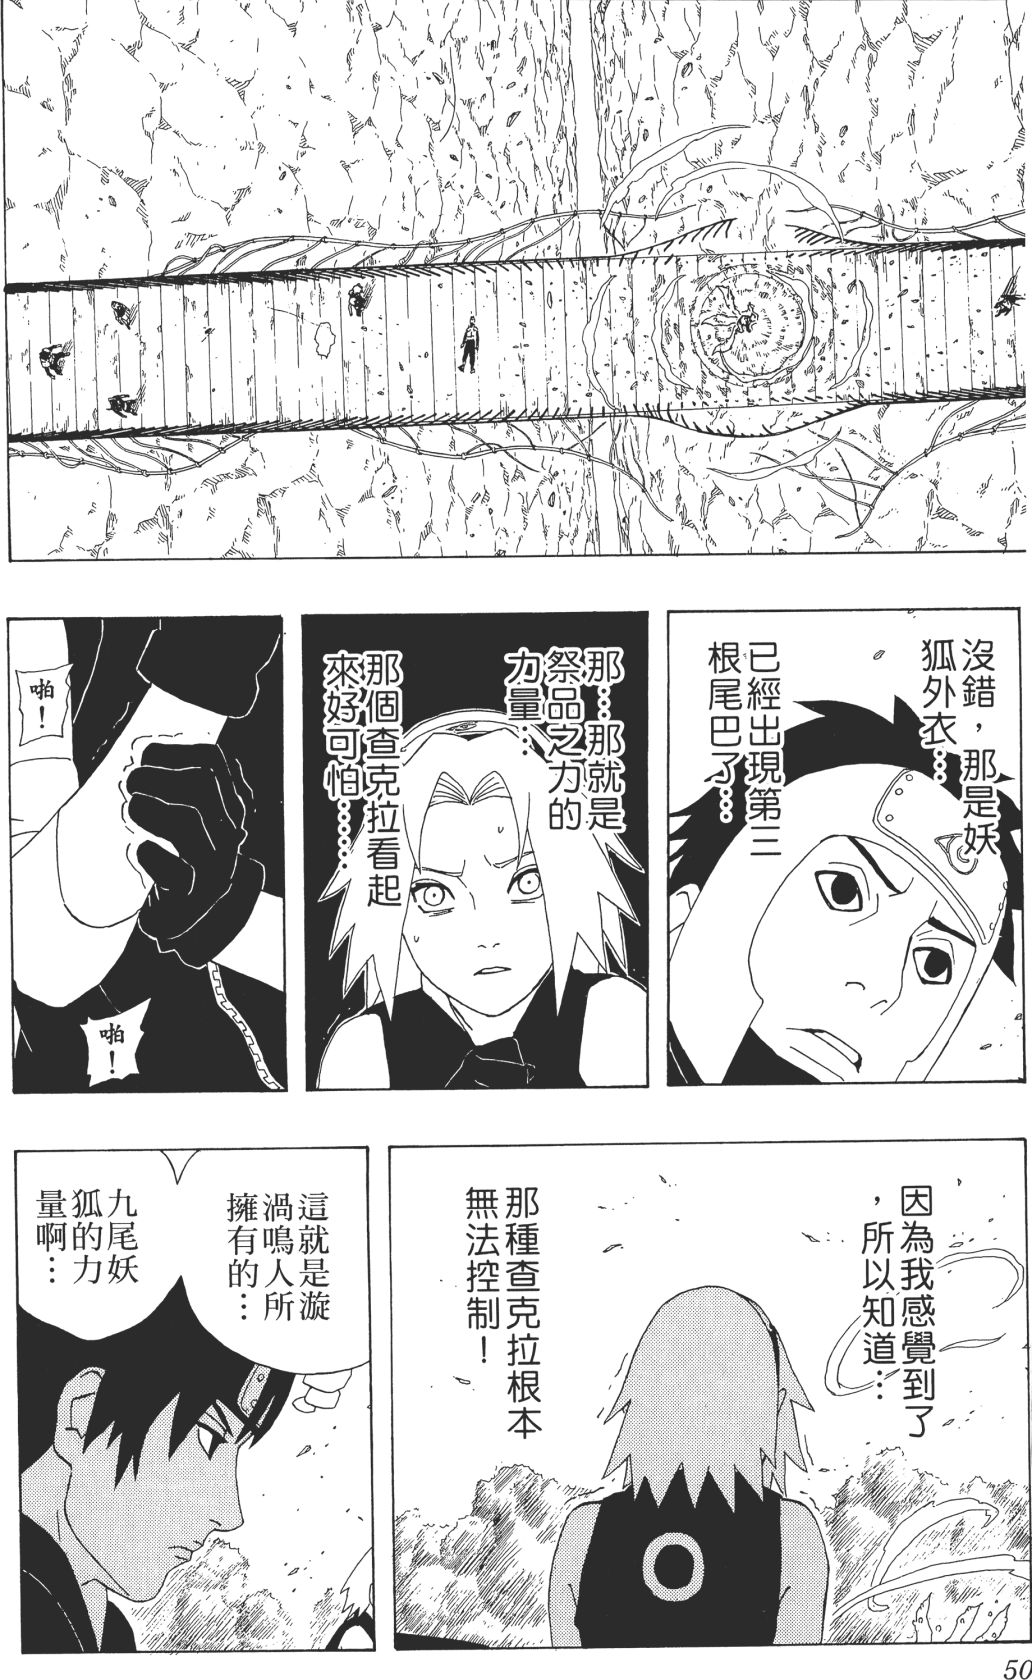 沒錯，那是妖
狐外衣…
已經出現第三
根尾巴了…
那…那就是
祭品之力的
力量…
那個查克拉看起
來好可怕……
啪！
啪！
因為我感覺到了
，所以知道…
那種查克拉根本
無法控制！
這就是漩
渦鳴人所
擁有的…
九尾妖
狐的力
量啊…
50